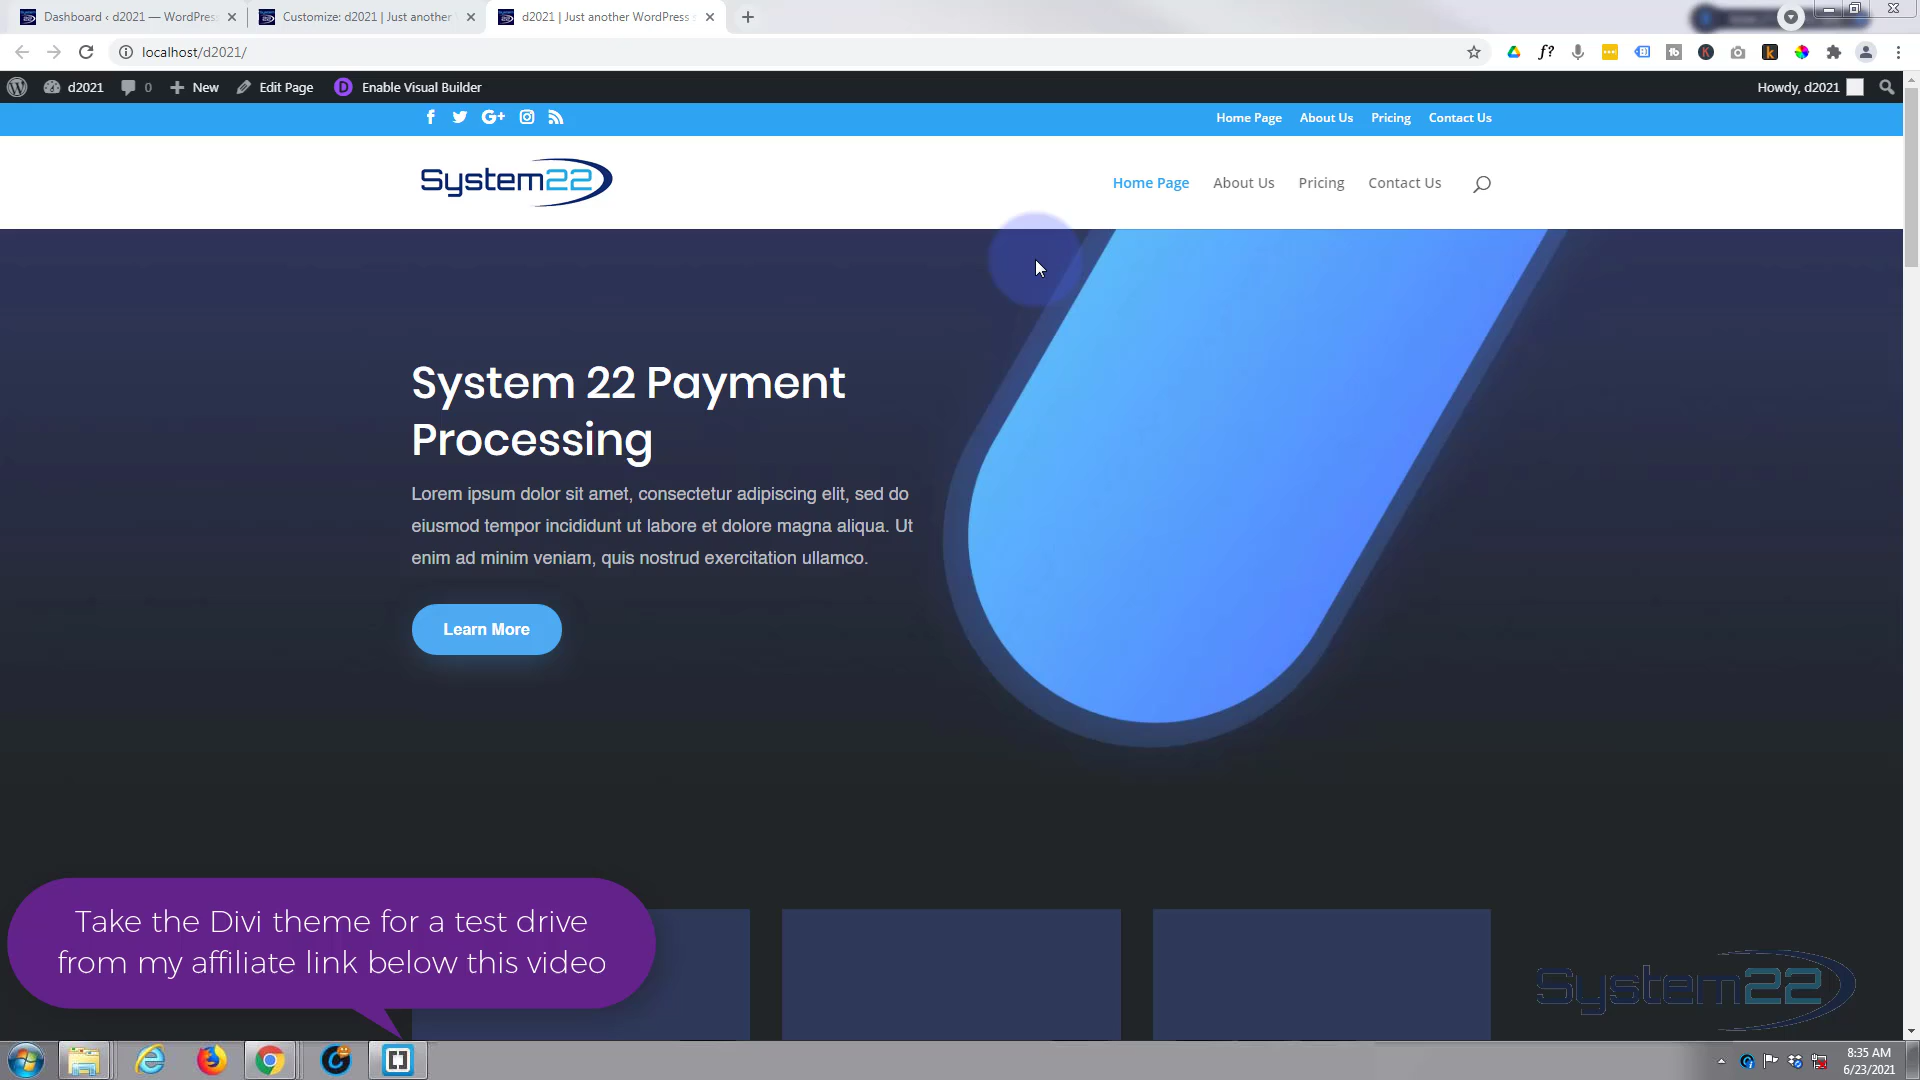 Dashboard ‹ d2021 — WordPress
Customize: d2021 | Just another
d2021 | Just another WordPress
localhost/d2021/
d2021
0
New
Edit Page
Enable Visual Builder
Howdy, d2021
Home Page
About Us
Pricing
Contact Us
System22
Home Page
About Us
Pricing
Contact Us
System 22 Payment
Processing
Lorem ipsum dolor sit amet, consectetur adipiscing elit, sed do
eiusmod tempor incididunt ut labore et dolore magna aliqua. Ut
enim ad minim veniam, quis nostrud exercitation ullamco.
Learn More
Take the Divi theme for a test drive
from my affiliate link below this video
System22
8:35 AM
6/23/2021